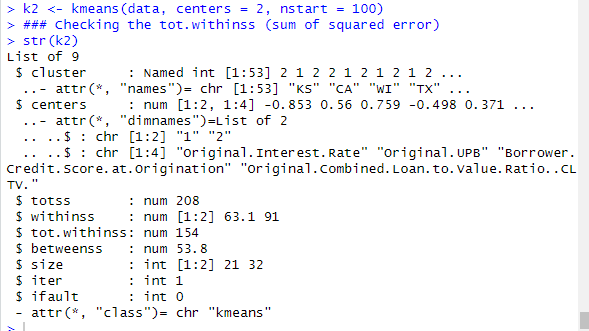 > k2 <- kmeans(data, centers = 2, nstart = 100)
> ### Checking the tot.withinss (sum of squared error)
> str(k2)
List of 9
 $ cluster     : Named int [1:53] 2 1 2 2 1 2 1 2 1 2 ...
  ..- attr(*, "names")= chr [1:53] "KS" "CA" "WI" "TX" ...
 $ centers     : num [1:2, 1:4] -0.853 0.56 0.759 -0.498 0.371 ...
  ..- attr(*, "dimnames")=List of 2
  .. ..$ : chr [1:2] "1" "2"
  .. ..$ : chr [1:4] "Original.Interest.Rate" "Original.UPB" "Borrower.
Credit.Score.at.Origination" "Original.Combined.Loan.to.Value.Ratio..CL
TV."
 $ totss       : num 208
 $ withinss    : num [1:2] 63.1 91
 $ tot.withinss: num 154
 $ betweenss   : num 53.8
 $ size        : int [1:2] 21 32
 $ iter        : int 1
 $ ifault      : int 0
 - attr(*, "class")= chr "kmeans"
>